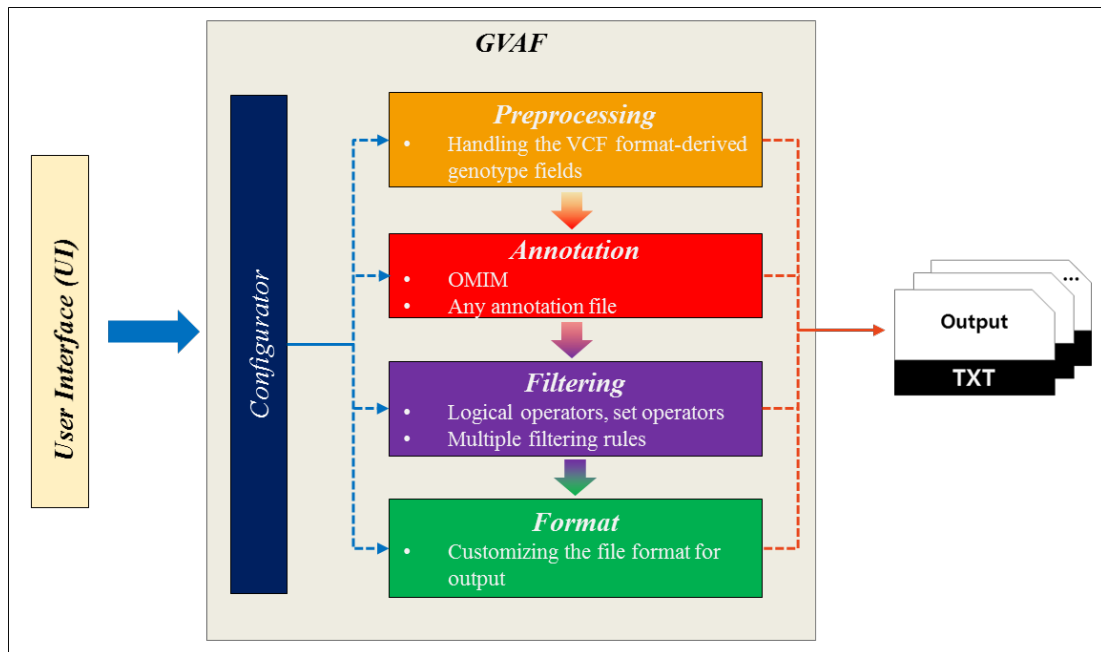 GVAF
User Interface (UI)
Configurator
Preprocessing
• Handling the VCF format-derived
genotype fields
Annotation
• OMIM
• Any annotation file
Filtering
• Logical operators, set operators
• Multiple filtering rules
Format
• Customizing the file format for
output
...
Output
TXT